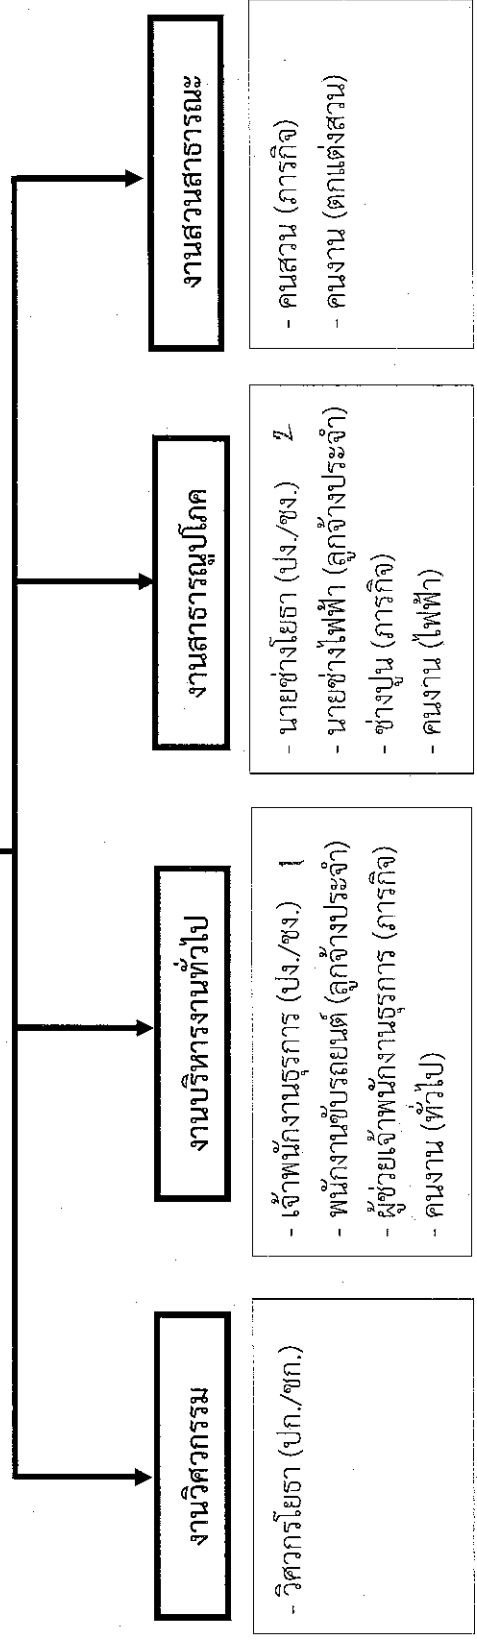 งานวิศวกรรม
- วิศวกรโยธา (ปก./ชก.)
งานบริหารงานทั่วไป
- เจ้าพนักงานธุรการ (ปง./ชง.) 1
- พนักงานขับรถยนต์ (ลูกจ้างประจำ)
- ผู้ช่วยเจ้าพนักงานธุรการ (ภารกิจ)
- คนงาน (ทั่วไป)
งานสาธารณูปโภค
- นายช่างโยธา (ปง./ชง.) 2
- นายช่างไฟฟ้า (ลูกจ้างประจำ)
- ช่างปูน (ภารกิจ)
- คนงาน (ไฟฟ้า)
งานสวนสาธารณะ
- คนสวน (ภารกิจ)
- คนงาน (ตกแต่งสวน)